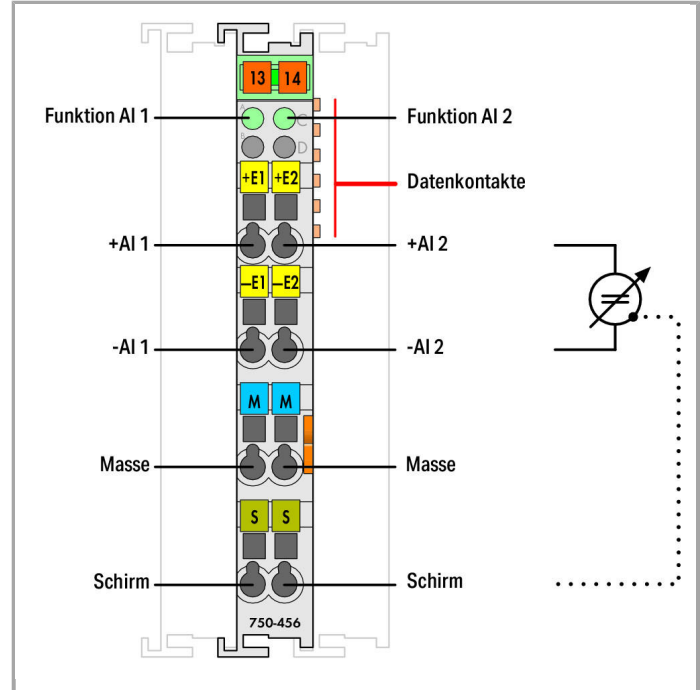 13 14
Funktion AI 1
A
C
Funktion AI 2
B
D
+E1 +E2
Datenkontakte
+AI 1
+AI 2
—E1 —E2
-AI 1
-AI 2
M M
Masse
Masse
S S
Schirm
Schirm
750-456